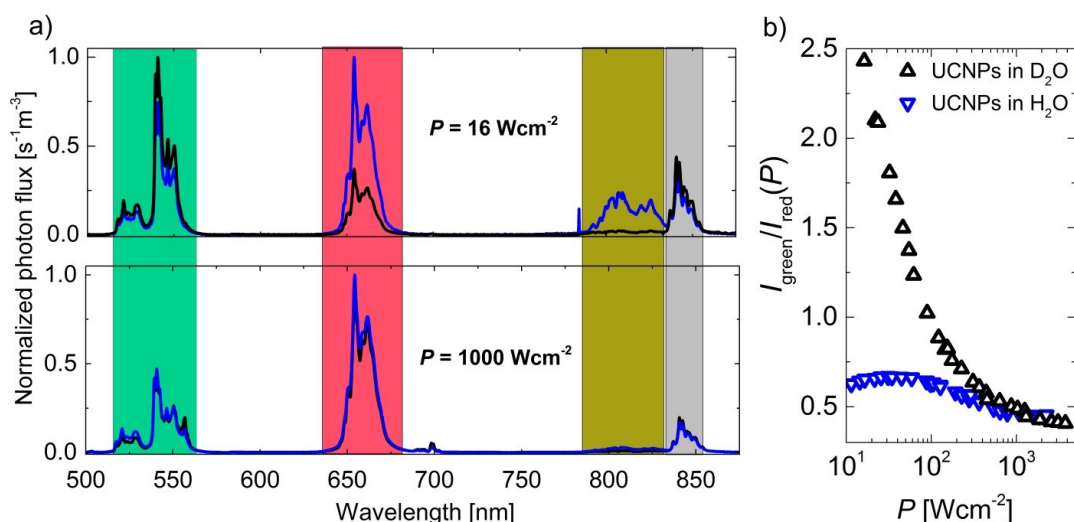 a)
Normalized photon flux [s⁻¹m⁻³]
1.0
0.5
0.0
P = 16 Wcm⁻²
1.0
0.5
0.0
P = 1000 Wcm⁻²
500 550 600 650 700 750 800 850
Wavelength [nm]
b)
I_green/I_red(P)
2.5
2.0
1.5
1.0
0.5
UCNPs in D₂O
UCNPs in H₂O
10¹ 10² 10³
P [Wcm⁻²]